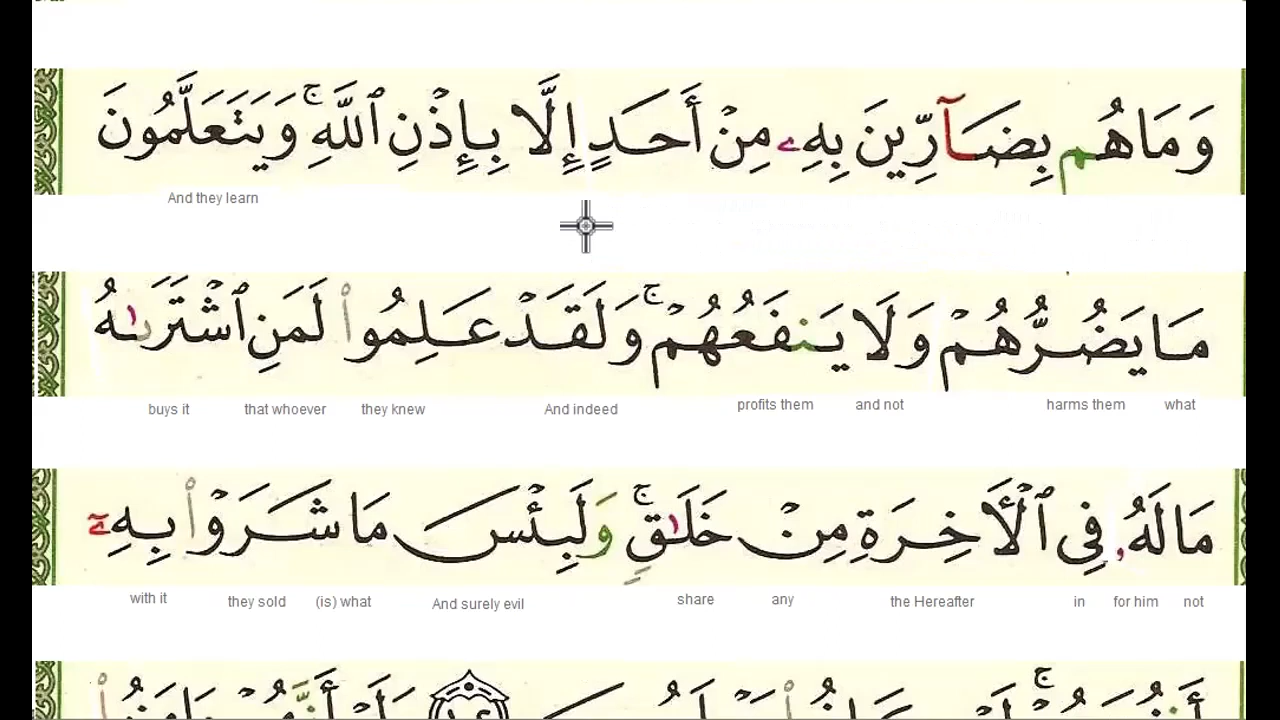 وَمَا هُم بِضَآرِّينَ بِهِۦ مِنْ أَحَدٍ إِلَّا بِإِذْنِ ٱللَّهِ ۚ وَيَتَعَلَّمُونَ
And they learn
مَا يَضُرُّهُمْ وَلَا يَنفَعُهُمْ ۚ وَلَقَدْ عَلِمُوا۟ لَمَنِ ٱشْتَرَىٰهُ
buys it that whoever they knew And indeed profits them and not harms them what
مَا لَهُۥ فِى ٱلْأَخِرَةِ مِنْ خَلَٰقٍ ۚ وَلَبِئْسَ مَا شَرَوْا۟ بِهِۦٓ
with it they sold (is) what And surely evil share any the Hereafter in for him not